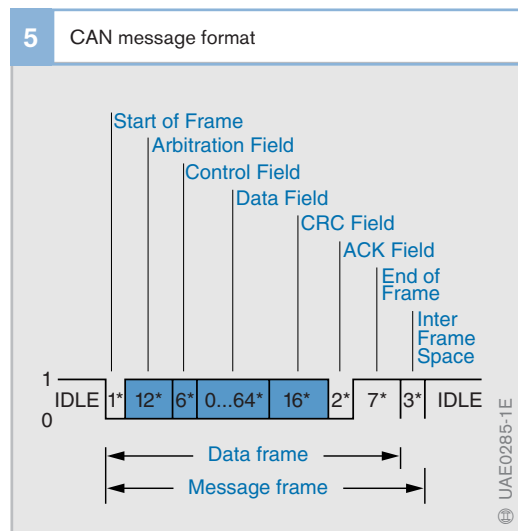 5 CAN message format
Start of Frame
Arbitration Field
Control Field
Data Field
CRC Field
ACK Field
End of
Frame
Inter
Frame
Space
1
IDLE 1* 12* 6* 0...64* 16* 2* 7* 3* IDLE
0
Data frame
Message frame
UAE0285-1E